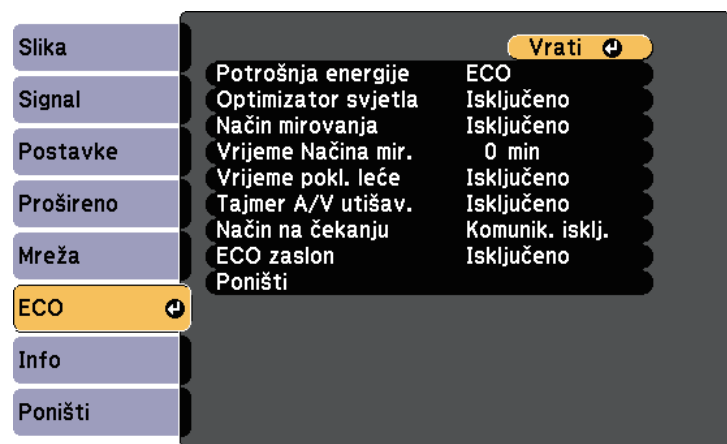 Slika
Signal
Postavke
Prošireno
Mreža
ECO
Info
Poništi
Vrati
Potrošnja energije ECO
Optimizator svjetla Isključeno
Način mirovanja Isključeno
Vrijeme Načina mir. 0 min
Vrijeme pokl. leće Isključeno
Tajmer A/V utišav. Isključeno
Način na čekanju Komunik. isklj.
ECO zaslon Isključeno
Poništi